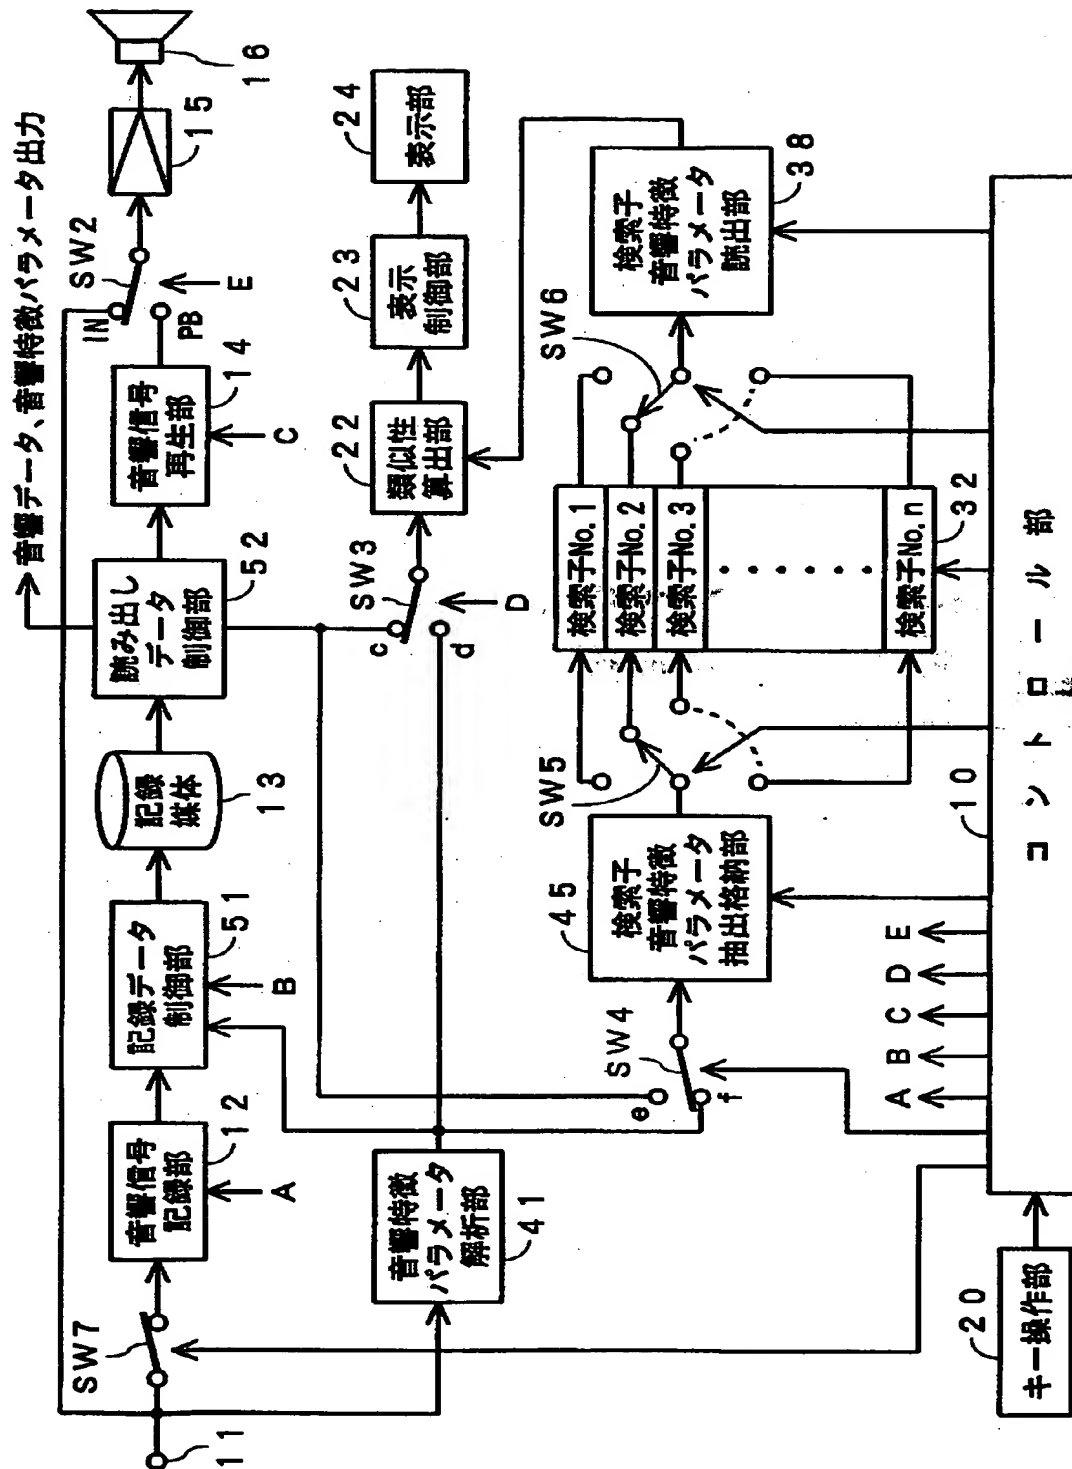 音響データ、音響特徴パラメータ出力
11
SW7
音響信号
記録部
12
A
記録データ
制御部
51
B
記録
媒体
13
読み出し
データ
制御部
52
音響信号
再生部
14
C
IN
PB
SW2
E
15
16
音響特徴
パラメータ
解析部
41
c
d
SW3
D
類似性
算出部
22
表示
制御部
23
表示部
24
e
f
SW4
検索子
音響特徴
パラメータ
抽出格納部
45
SW5
検索子No.1
検索子No.2
検索子No.3
検索子No.n
32
SW6
検索子
音響特徴
パラメータ
読出部
38
A
B
C
D
E
キー操作部
20
コントロール部
10